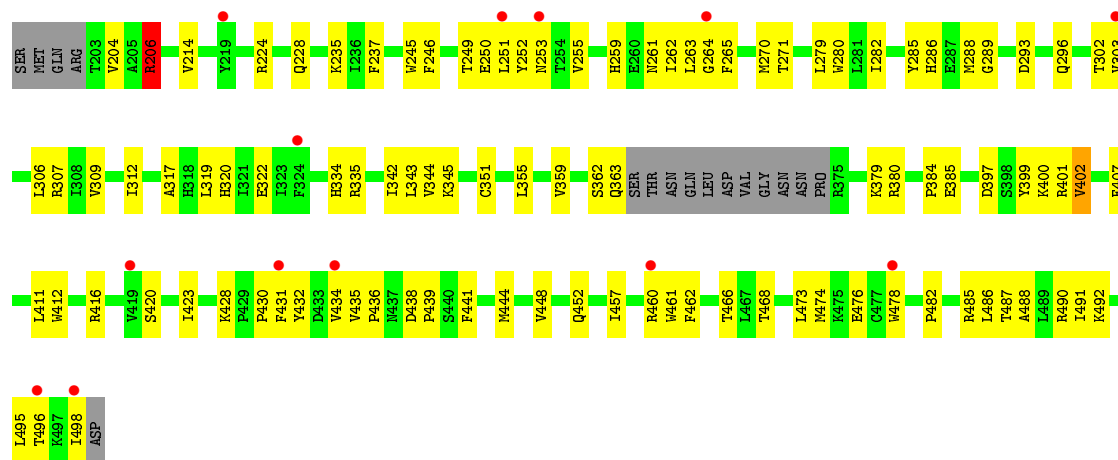 SER MET GLN ARG T203 V204 A205 R206 V214 Y219 R224 Q228 K235 I236 F237 W245 F246 T249 E250 L251 Y252 N253 T254 V255 H259 E260 N261 I262 L263 G264 F265 M270 T271 L279 W280 L281 I282 Y285 H286 E287 M288 G289 D293 Q296 T302 V303
L306 R307 I308 V309 I312 A317 H318 L319 H320 I321 E322 I323 F324 H334 R335 I342 L343 V344 K345 C351 L355 V359 S362 Q363 SER THR ASN GLN LEU ASP VAL GLY ASN ASN PRO R375 K379 R380 P384 E385 D397 S398 Y399 K400 R401 V402 E407
L411 W412 R416 V419 S420 I423 K428 P429 P430 F431 Y432 D433 V434 V435 P436 N437 D438 P439 S440 F441 M444 V448 Q452 I457 R460 W461 F462 T466 L467 T468 L473 M474 K475 E476 C477 W478 P482 R485 L486 T487 A488 L489 R490 I491 K492
L495 T496 K497 I498 ASP